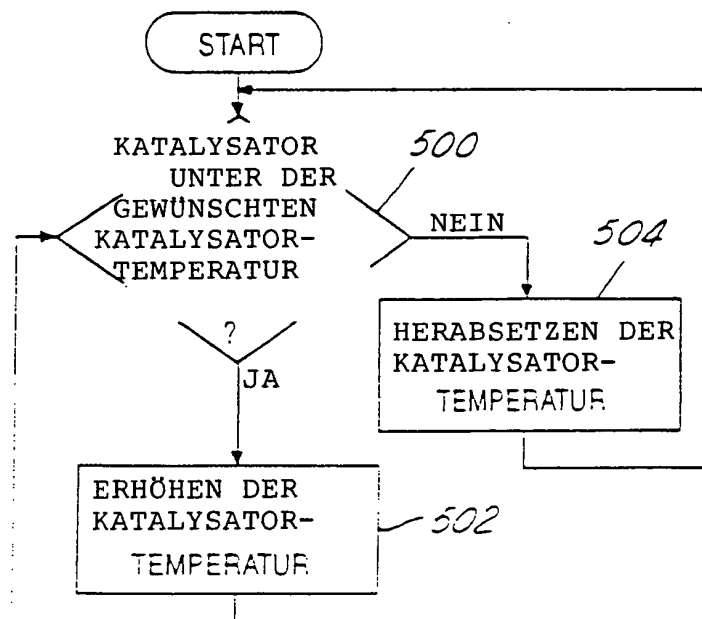 START
KATALYSATOR
UNTER DER
GEWÜNSCHTEN
KATALYSATOR-
TEMPERATUR
?
500
NEIN
504
HERABSETZEN DER
KATALYSATOR-
TEMPERATUR
JA
ERHÖHEN DER
KATALYSATOR-
TEMPERATUR
502